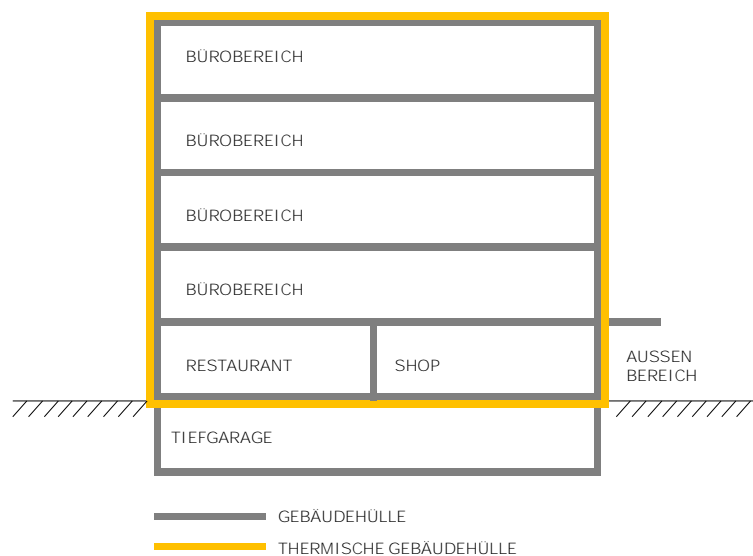 BÜROBEREICH
BÜROBEREICH
BÜROBEREICH
BÜROBEREICH
RESTAURANT
SHOP
AUSSEN
BEREICH
TIEFGARAGE
GEBÄUDEHÜLLE
THERMISCHE GEBÄUDEHÜLLE